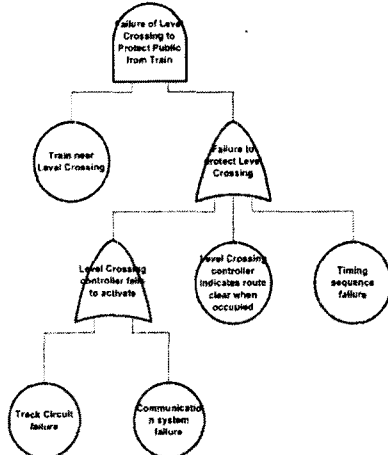 Failure of Level
Crossing to
Protect Public
from Train
Train near
Level Crossing
Failure to
protect Level
Crossing
Level Crossing
controller fails
to activate
Level Crossing
controller
indicates route
clear when
occupied
Timing
sequence
failure
Track Circuit
failure
Communicatio
n system
failure